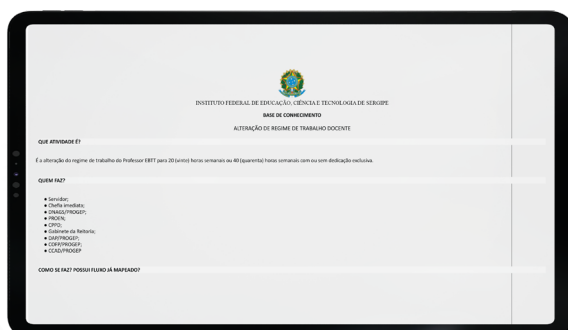 INSTITUTO FEDERAL DE EDUCAÇÃO, CIÊNCIA E TECNOLOGIA DE SERGIPE
BASE DE CONHECIMENTO
ALTERAÇÃO DE REGIME DE TRABALHO DOCENTE
QUE ATIVIDADE É?
É a alteração do regime de trabalho do Professor EBTT para 20 (vinte) horas semanais ou 40 (quarenta) horas semanais com ou sem dedicação exclusiva.
QUEM FAZ?
● Servidor;
● Chefia imediata;
● DNAGS/PROGEP;
● PROEN;
● CPPD;
● Gabinete da Reitoria;
● DAP/PROGEP;
● COFP/PROGEP;
● CCAD/PROGEP
COMO SE FAZ? POSSUI FLUXO JÁ MAPEADO?